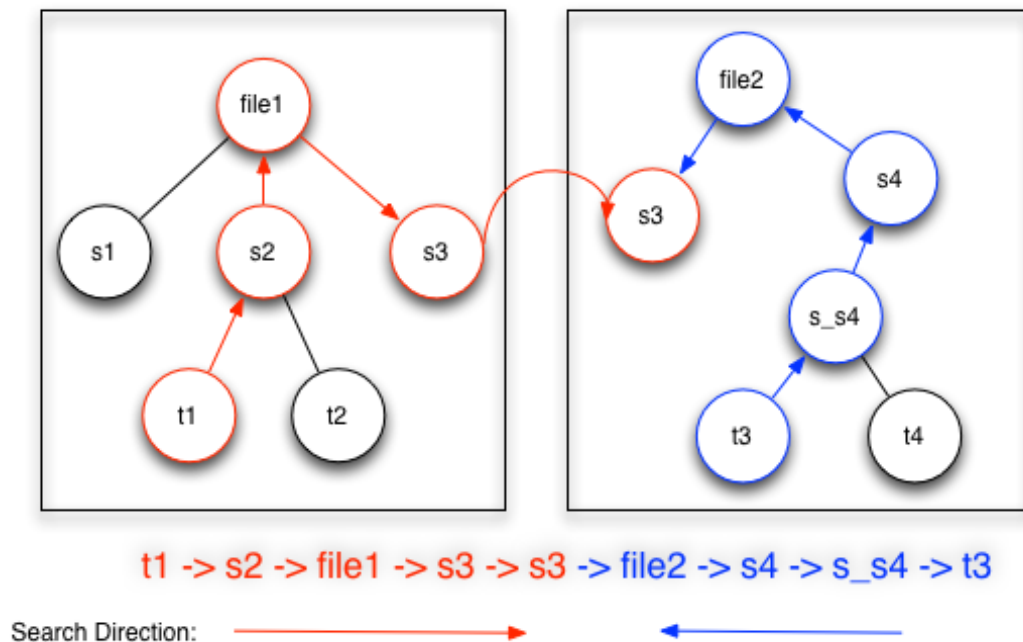 file1
file2
s1
s2
s3
s3
s4
s_s4
t1
t2
t3
t4
t1 -> s2 -> file1 -> s3 -> s3 -> file2 -> s4 -> s_s4 -> t3
Search Direction: